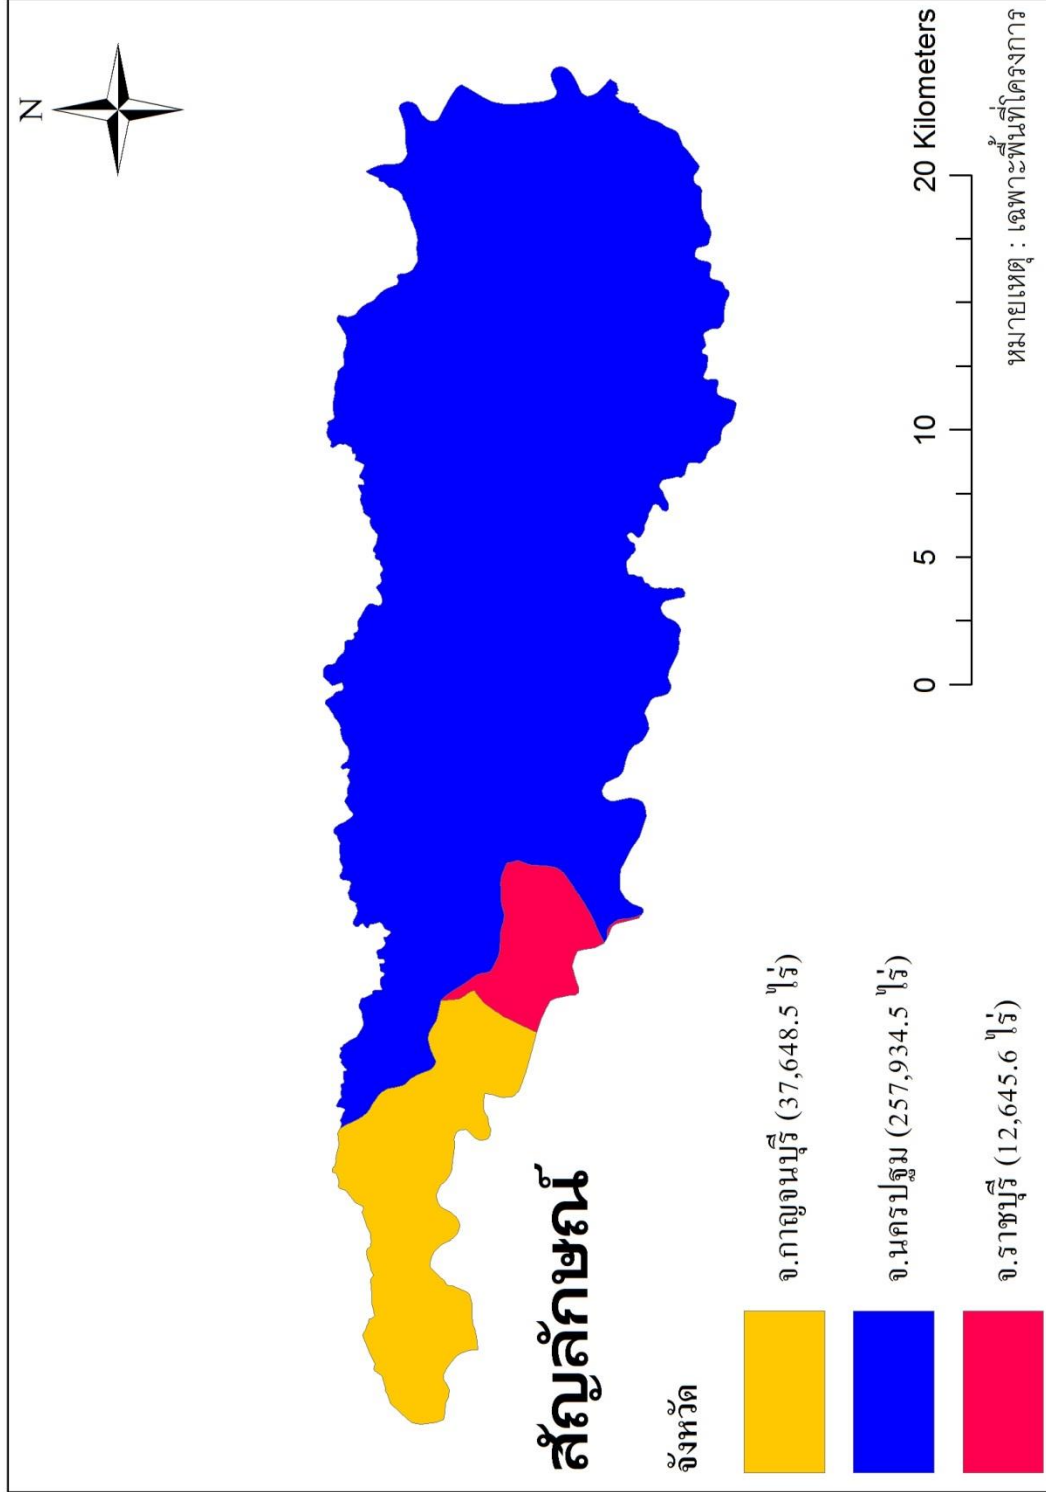 N
สัญลักษณ์
จังหวัด
จ.กาญจนบุรี (37,648.5 ไร่)
จ.นครปฐม (257,934.5 ไร่)
จ.ราชบุรี (12,645.6 ไร่)
0 5 10 20 Kilometers
หมายเหตุ : เฉพาะพื้นที่โครงการ